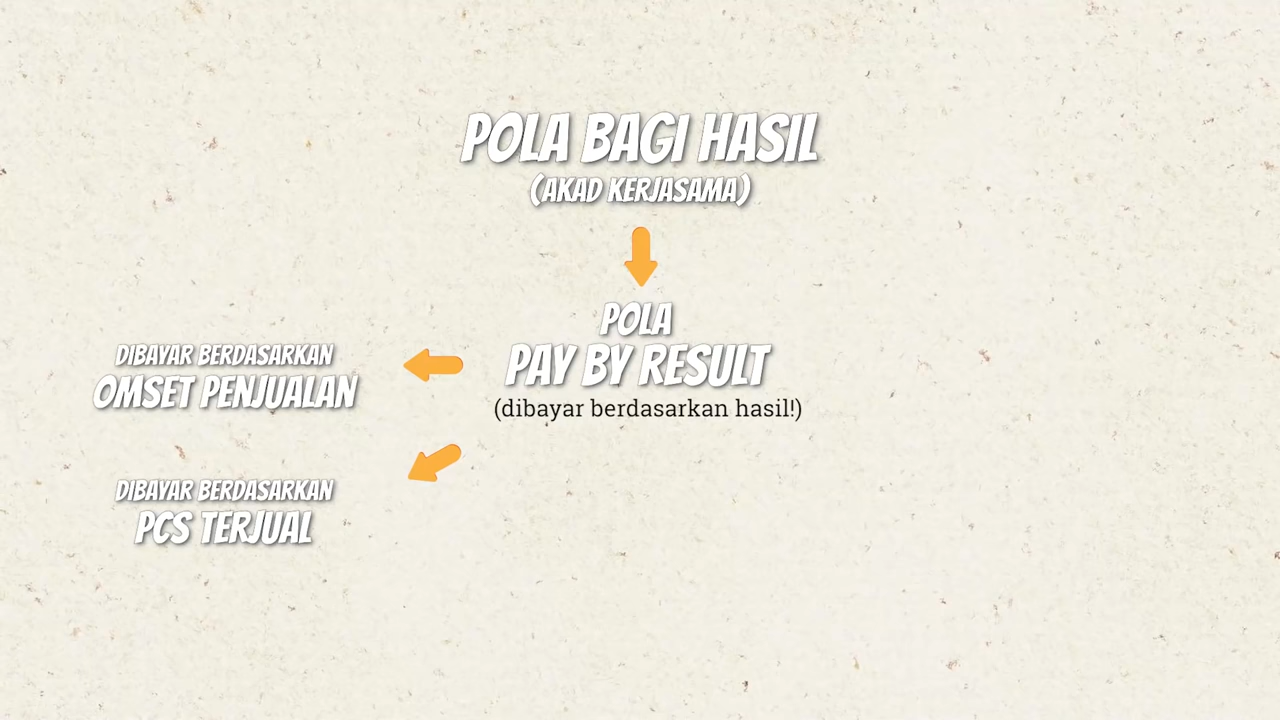 POLA BAGI HASIL
(AKAD KERJASAMA)
POLA
PAY BY RESULT
(dibayar berdasarkan hasil!)
DIBAYAR BERDASARKAN
OMSET PENJUALAN
DIBAYAR BERDASARKAN
PCS TERJUAL